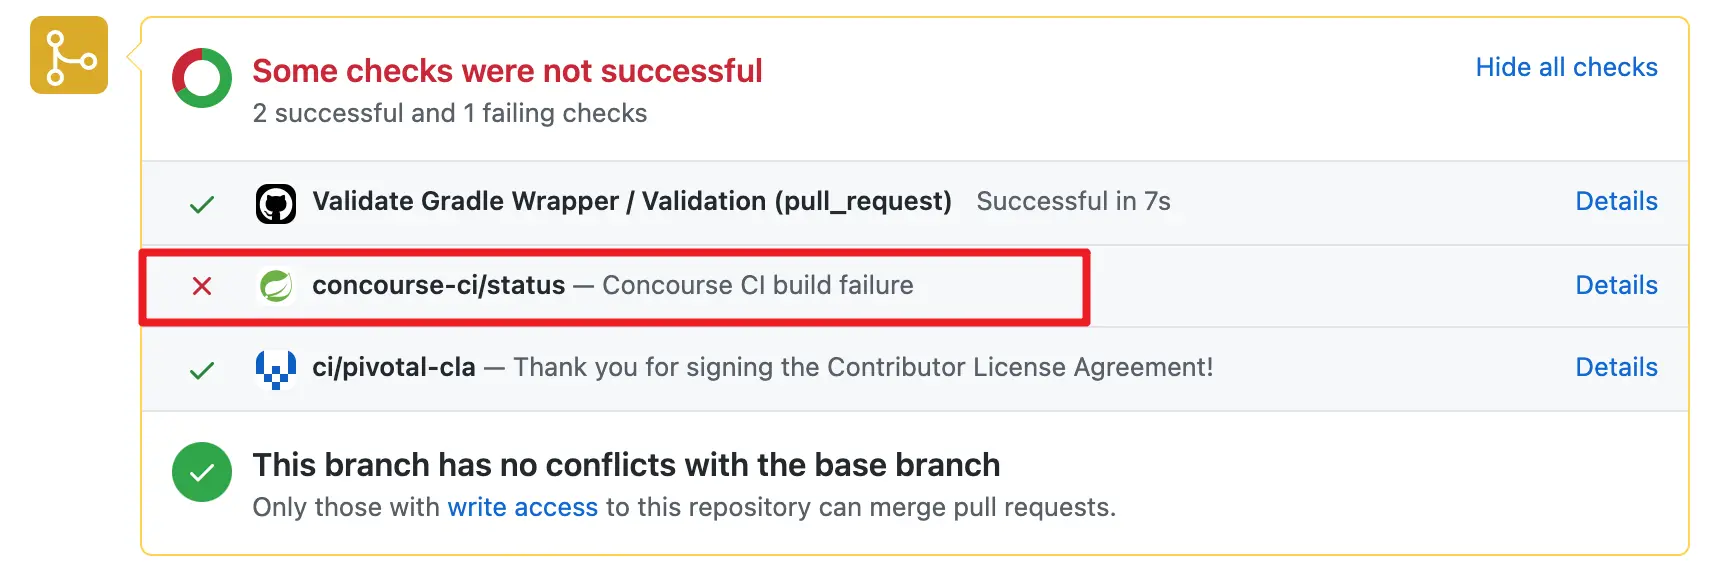 Some checks were not successful
Hide all checks
2 successful and 1 failing checks
Validate Gradle Wrapper / Validation (pull_request) Successful in 7s Details
concourse-ci/status — Concourse CI build failure Details
ci/pivotal-cla — Thank you for signing the Contributor License Agreement! Details
This branch has no conflicts with the base branch
Only those with write access to this repository can merge pull requests.